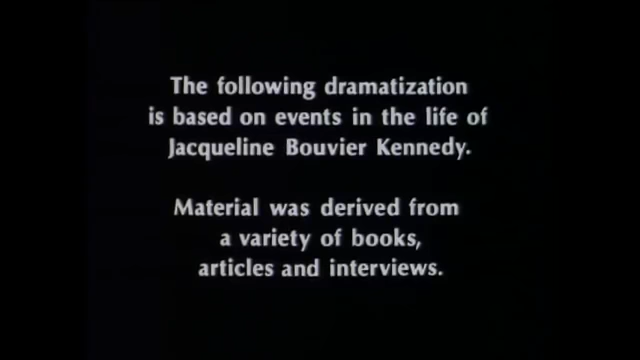 The following dramatization
is based on events in the life of
Jacqueline Bouvier Kennedy.
Material was derived from
a variety of books,
articles and interviews.